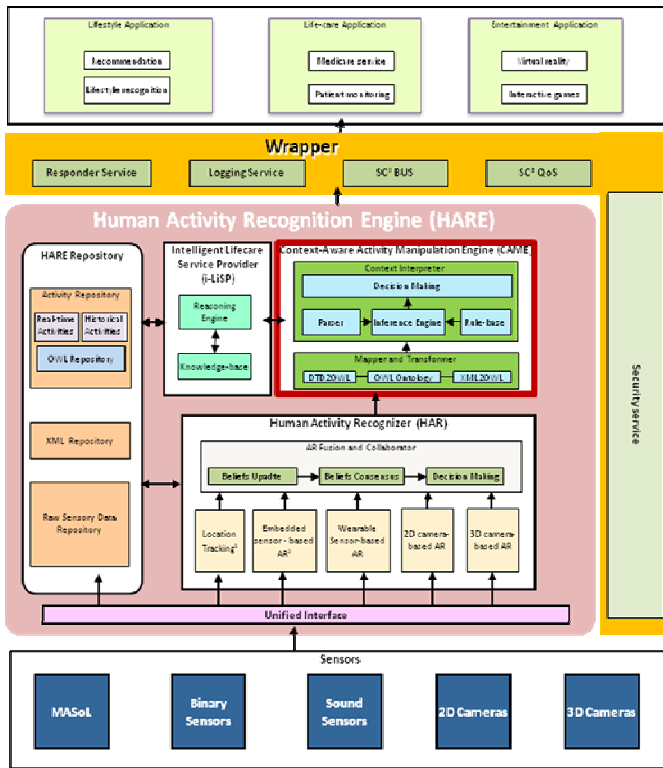 Lifestyle Application
Life-care Application
Entertainment Application
Recommendation
Lifestyle recognition
Medicare service
Patient monitoring
Virtual reality
Interactive games
Wrapper
Responder Service
Logging Service
SC³ BUS
SC³ QoS
Security service
Human Activity Recognition Engine (HARE)
HARE Repository
Activity Repository
Real-time
Activities
Historical
Activities
OWL Repository
XML Repository
Raw Sensory Data
Repository
Intelligent Lifecare
Service Provider
(i-LiSP)
Reasoning
Engine
Knowledge-base
Context-Aware Activity Manipulation Engine (CAME)
Context Interpreter
Decision Making
Parser
Inference Engine
Rule-base
Mapper and Transformer
DTD2OWL
OWL Ontology
XML2OWL
Human Activity Recognizer (HAR)
AR Fusion and Collaborator
Beliefs Upadte
Beliefs Consenses
Decision Making
Location
Tracking¹
Embedded
sensor - based
AR²
Wearable
Sensor-based
AR
2D camera-
based AR
3D camera-
based AR
Unified Interface
Sensors
MASoL
Binary
Sensors
Sound
Sensors
2D Cameras
3D Cameras